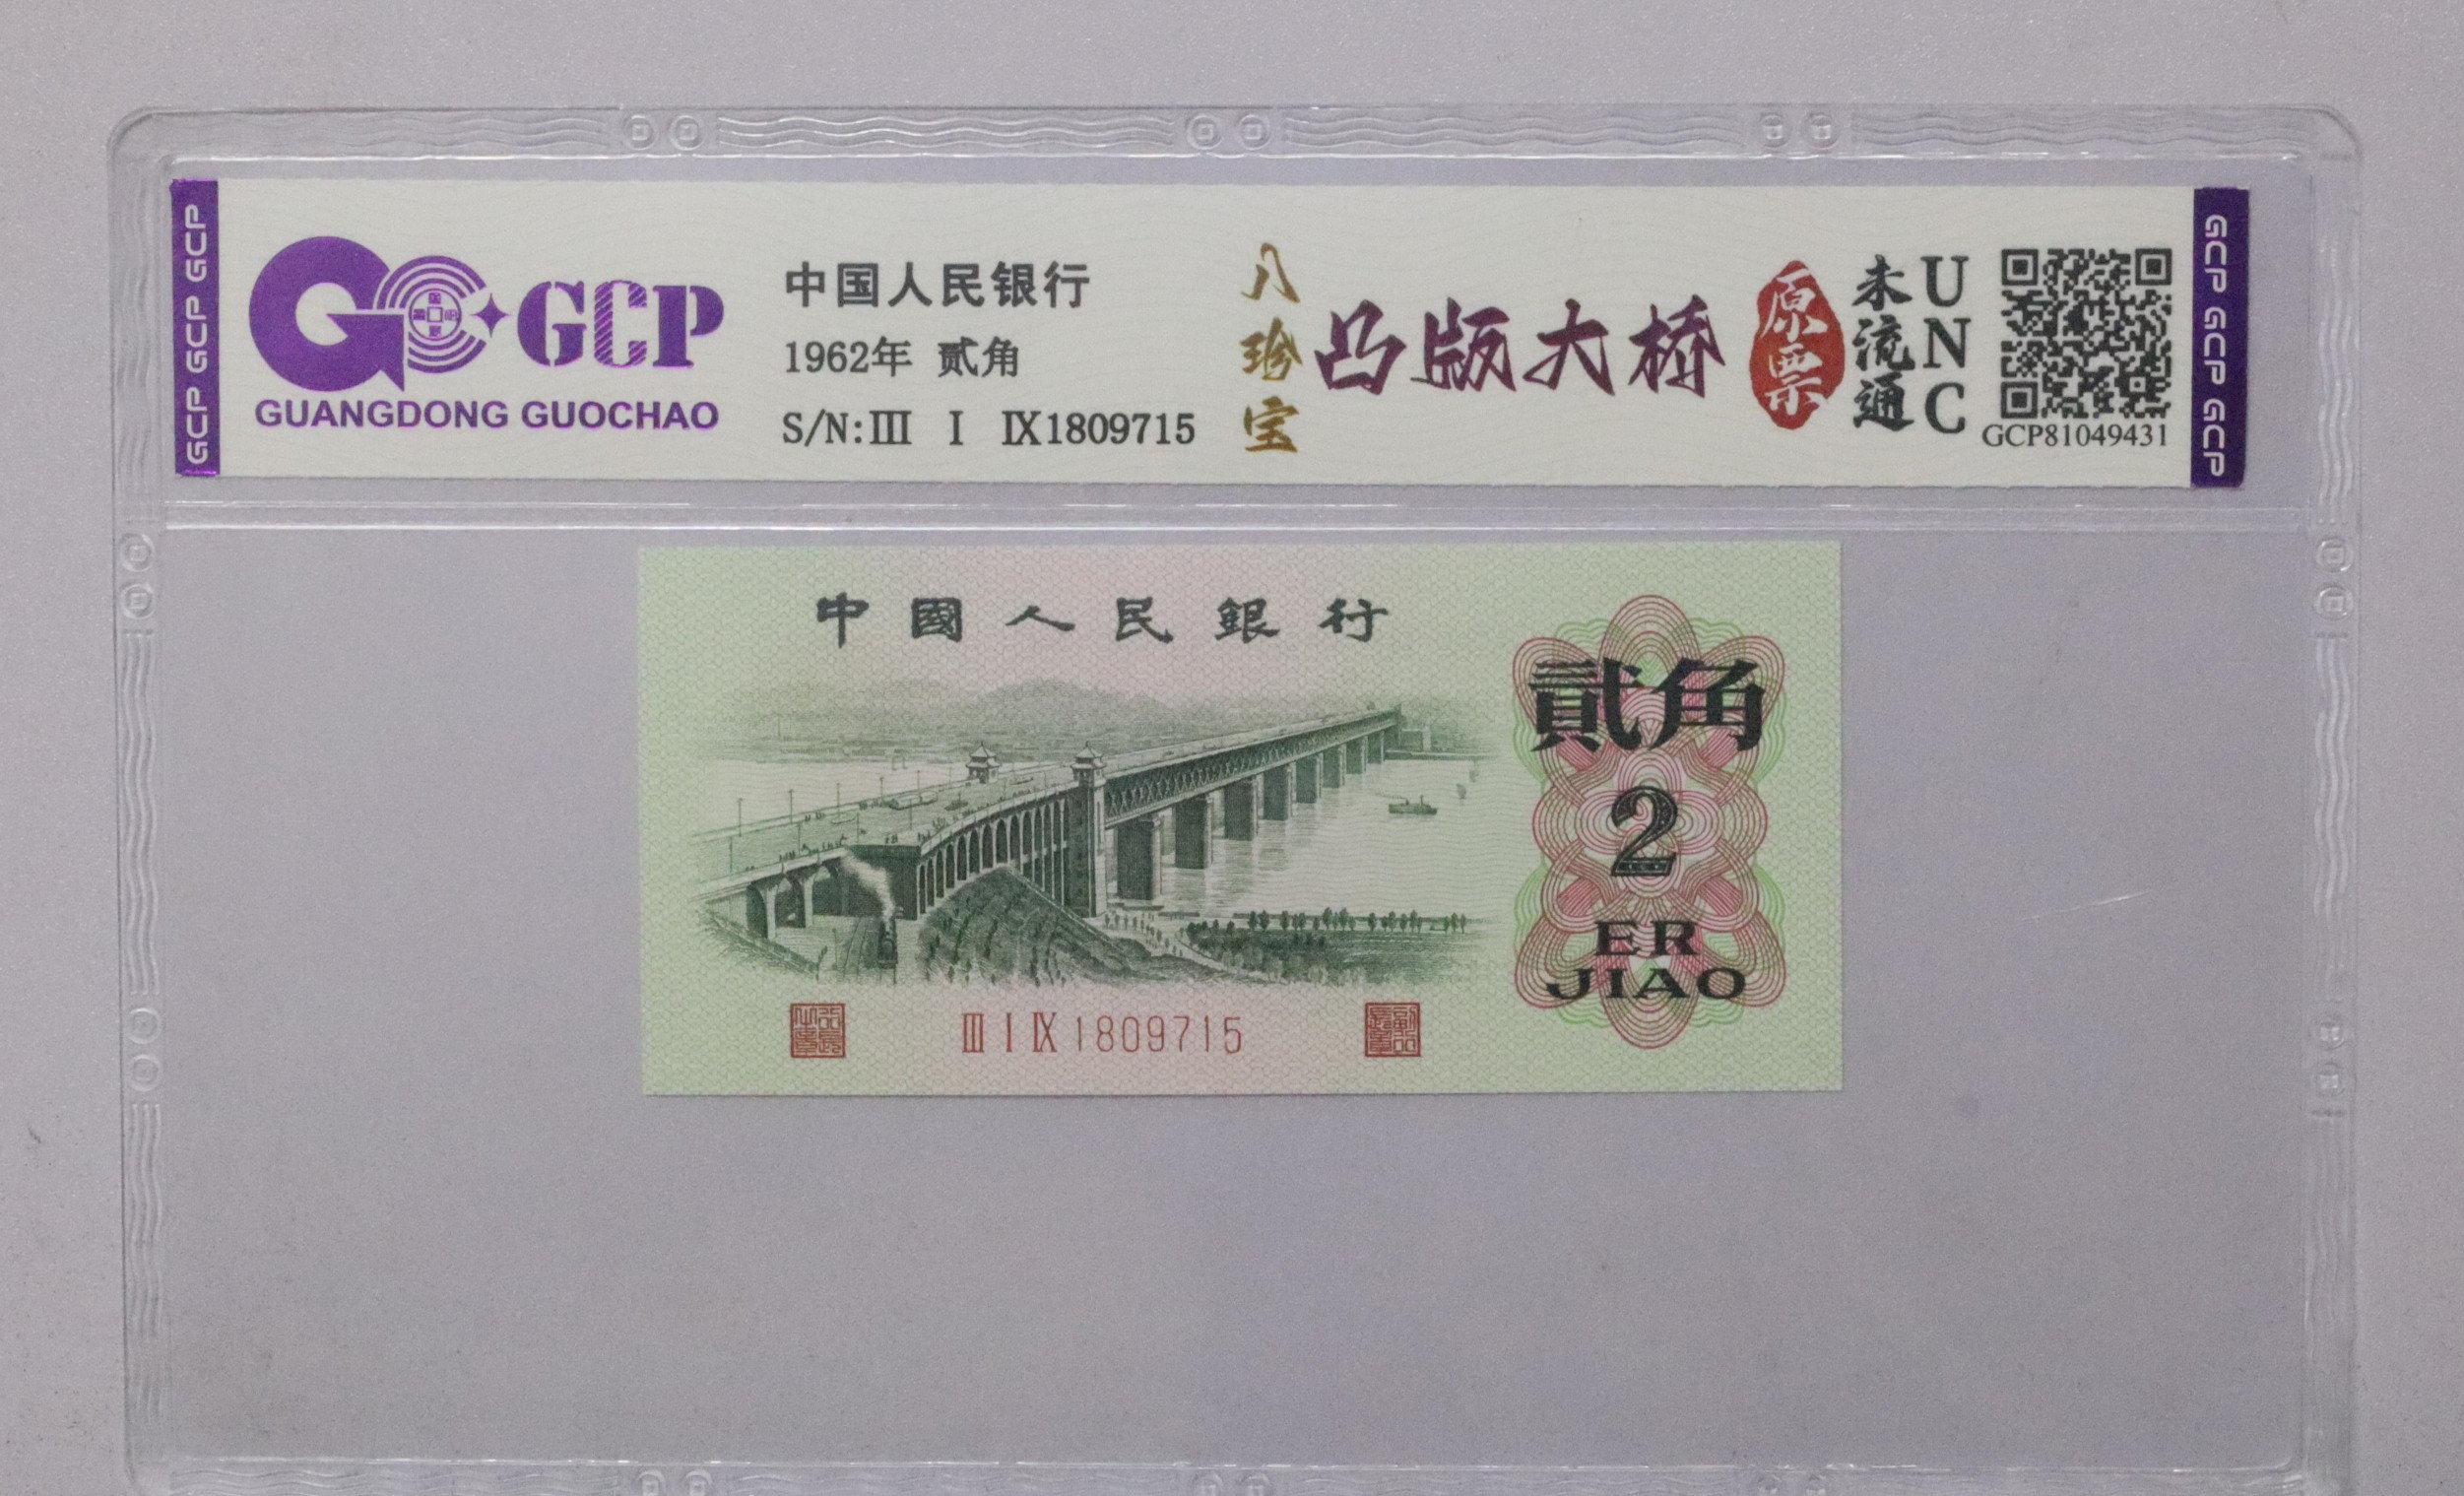 GCP GCP GCP
GCP
GUANGDONG GUOCHAO
中国人民银行
1962年 贰角
S/N:Ⅲ Ⅰ Ⅸ1809715
八珍宝
凸版大桥
原票
未流通
UNC
GCP81049431
GCP GCP GCP
中國人民銀行
貳角
2
ER
JIAO
Ⅲ Ⅰ Ⅸ 1809715